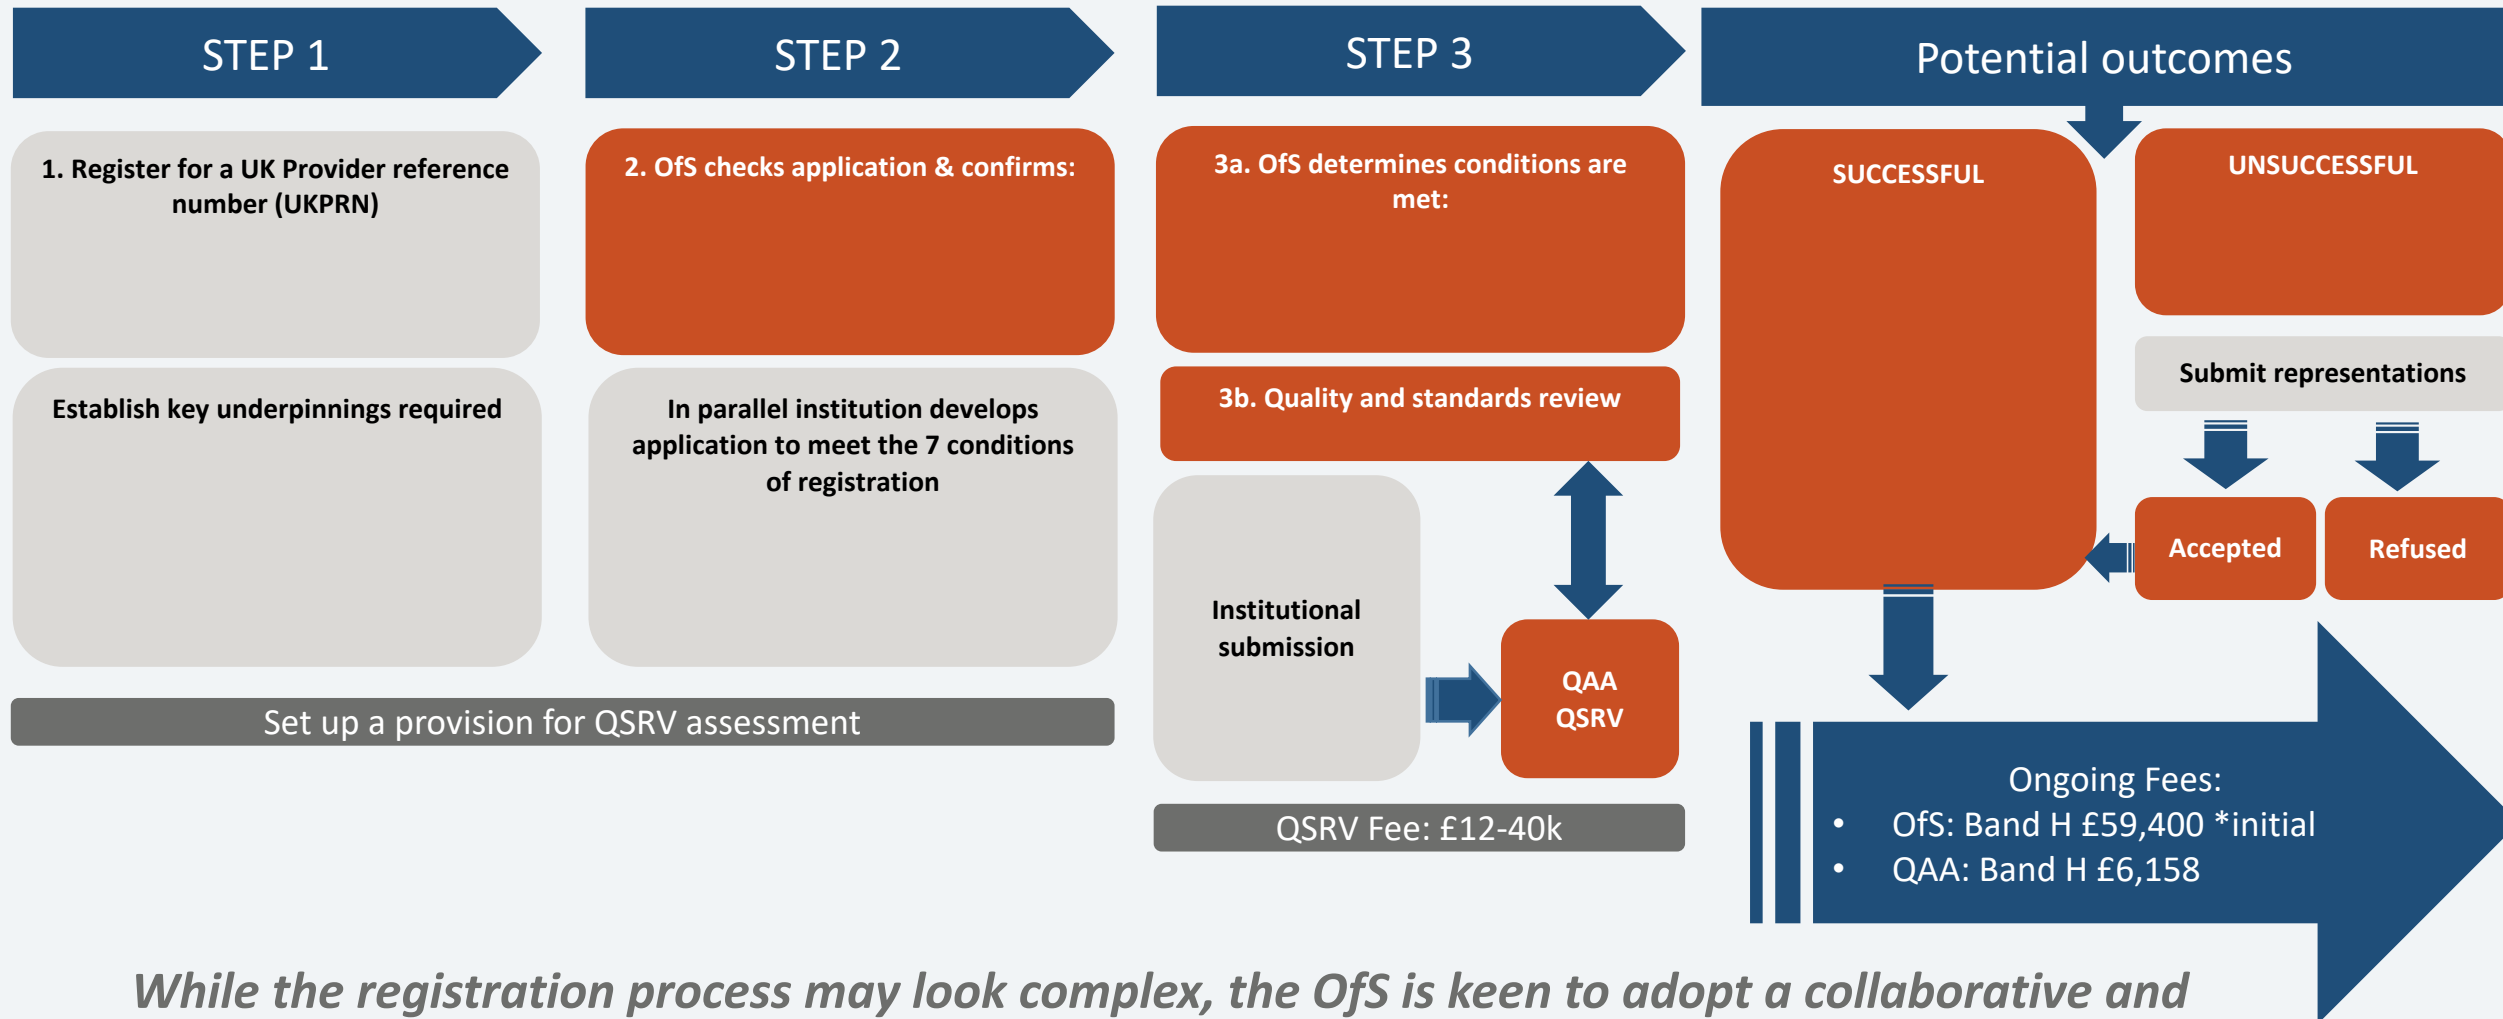 STEP 1
1. Register for a UK Provider reference
number (UKPRN)
Establish key underpinnings required
STEP 2
2. OfS checks application & confirms:
In parallel institution develops
application to meet the 7 conditions
of registration
Set up a provision for QSRV assessment
STEP 3
3a. OfS determines conditions are
met:
3b. Quality and standards review
Institutional
submission
QAA
QSRV
QSRV Fee: £12-40k
Potential outcomes
SUCCESSFUL
UNSUCCESSFUL
Submit representations
Accepted
Refused
Ongoing Fees:
• OfS: Band H £59,400 *initial
• QAA: Band H £6,158
While the registration process may look complex, the OfS is keen to adopt a collaborative and